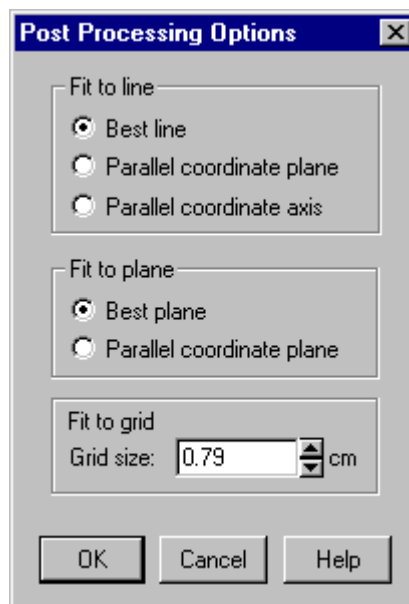 Post Processing Options
Fit to line
Best line
Parallel coordinate plane
Parallel coordinate axis
Fit to plane
Best plane
Parallel coordinate plane
Fit to grid
Grid size: 0.79 cm
OK Cancel Help